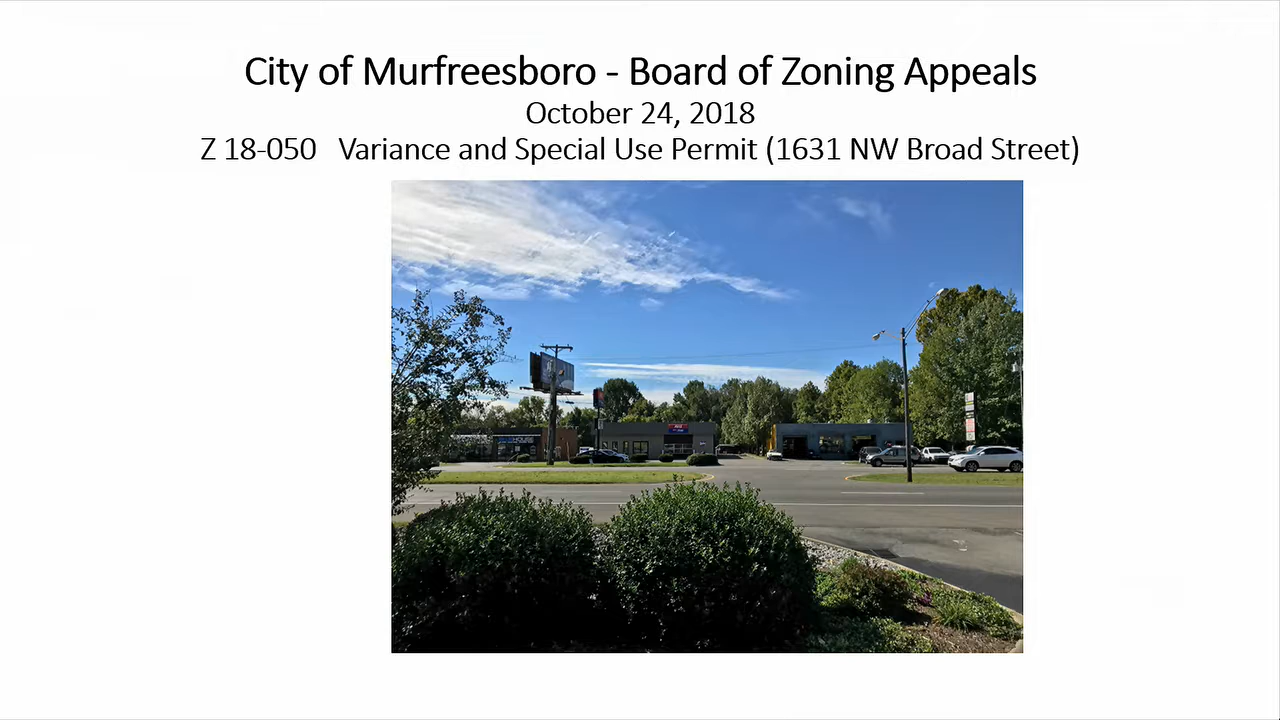 City of Murfreesboro - Board of Zoning Appeals
October 24, 2018
Z 18-050 Variance and Special Use Permit (1631 NW Broad Street)